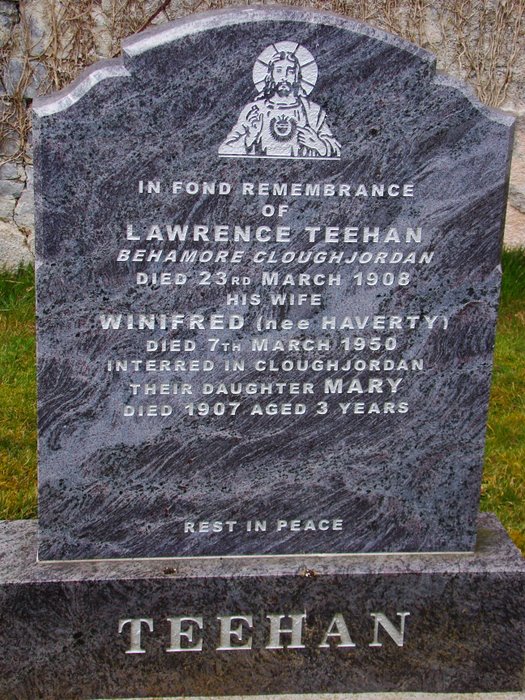 IN FOND REMEMBRANCE
OF
LAWRENCE TEEHAN
BEHAMORE CLOUGHJORDAN
DIED 23RD MARCH 1908
HIS WIFE
WINIFRED (nee HAVERTY)
DIED 7TH MARCH 1950
INTERRED IN CLOUGHJORDAN
THEIR DAUGHTER MARY
DIED 1907 AGED 3 YEARS
REST IN PEACE
TEEHAN